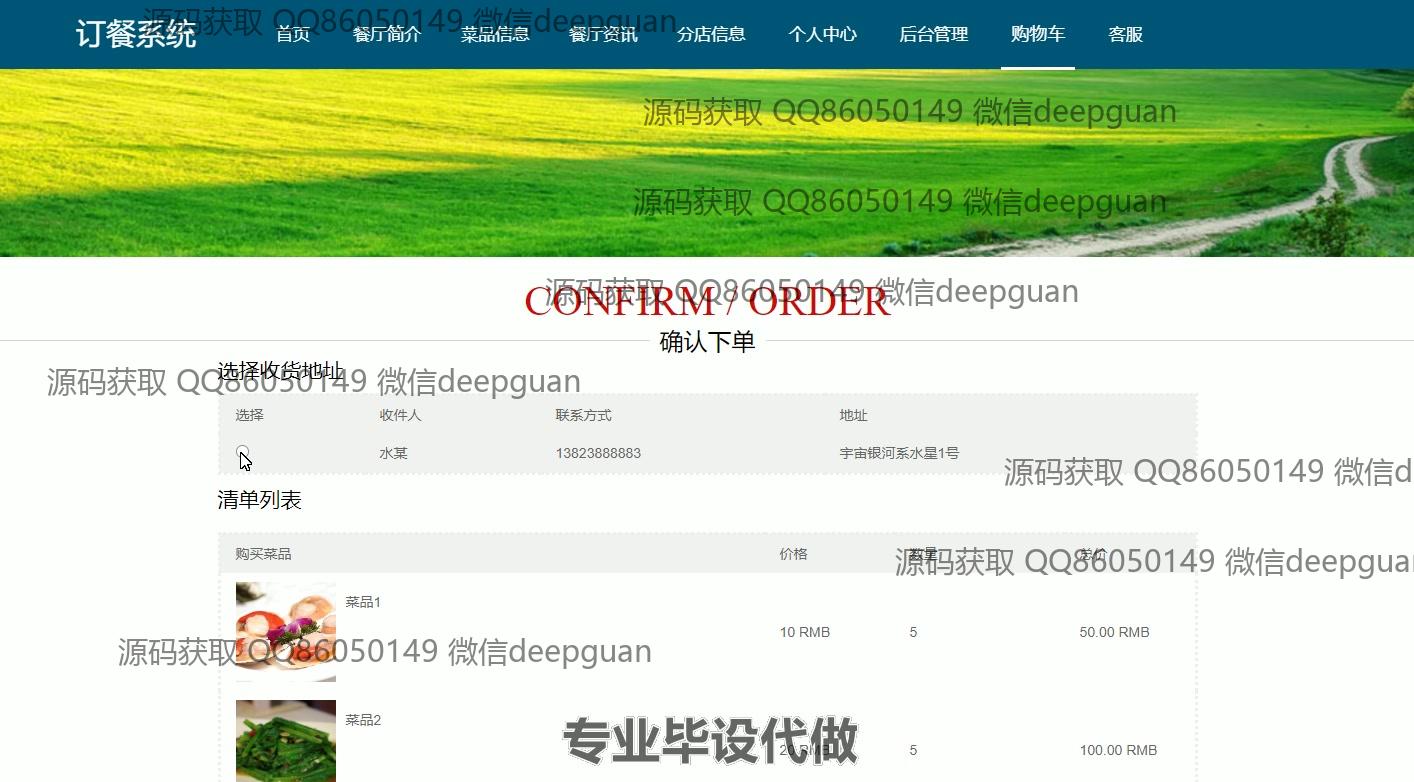 订餐系统
源码获取 QQ86050149 微信deepguan
首页 餐厅简介 菜品信息 餐厅资讯 分店信息 个人中心 后台管理 购物车 客服
源码获取 QQ86050149 微信deepguan
源码获取 QQ86050149 微信deepguan
源码获取 QQ86050149 微信deepguan
CONFIRM / ORDER
确认下单
选择收货地址
源码获取 QQ86050149 微信deepguan
选择 收件人 联系方式 地址
水某 13823888883 宇宙银河系水星1号
源码获取 QQ86050149 微信d
清单列表
购买菜品 价格 数量 总价
源码获取 QQ86050149 微信deepguan
菜品1
10 RMB 5 50.00 RMB
源码获取 QQ86050149 微信deepguan
菜品2
20 RMB 5 100.00 RMB
专业毕设代做